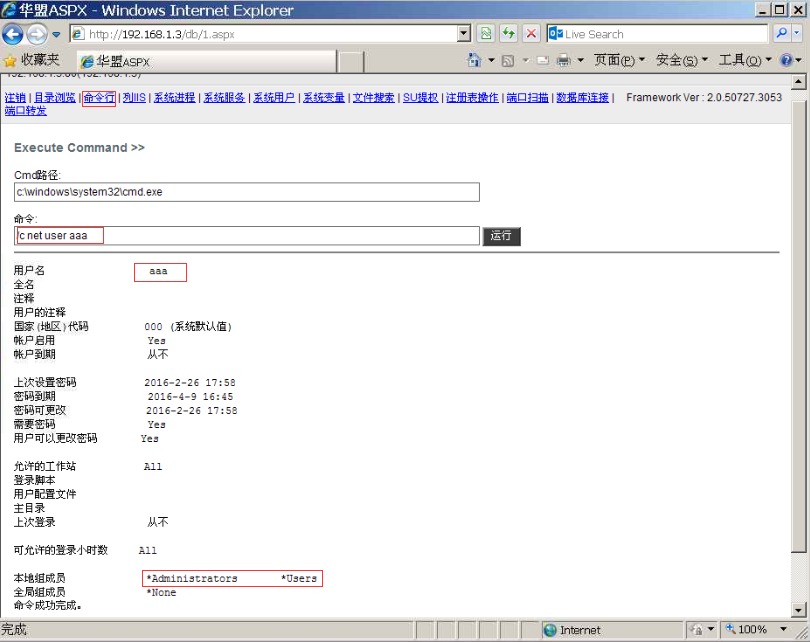 华盟ASPX - Windows Internet Explorer
http://192.168.1.3/db/1.aspx
Live Search
收藏夹
华盟ASPX
页面(P)
安全(S)
工具(O)
注销 | 目录浏览 | 命令行 | 列IIS | 系统进程 | 系统服务 | 系统用户 | 系统变量 | 文件搜索 | SU提权 | 注册表操作 | 端口扫描 | 数据库连接 |
Framework Ver : 2.0.50727.3053
端口转发
Execute Command >>
Cmd路径:
c:\windows\system32\cmd.exe
命令:
/c net user aaa
运行
用户名 aaa
全名
注释
用户的注释
国家(地区)代码 000 (系统默认值)
帐户启用 Yes
帐户到期 从不
上次设置密码 2016-2-26 17:58
密码到期 2016-4-9 16:45
密码可更改 2016-2-26 17:58
需要密码 Yes
用户可以更改密码 Yes
允许的工作站 All
登录脚本
用户配置文件
主目录
上次登录 从不
可允许的登录小时数 All
本地组成员 *Administrators *Users
全局组成员 *None
命令成功完成。
完成
Internet
100%